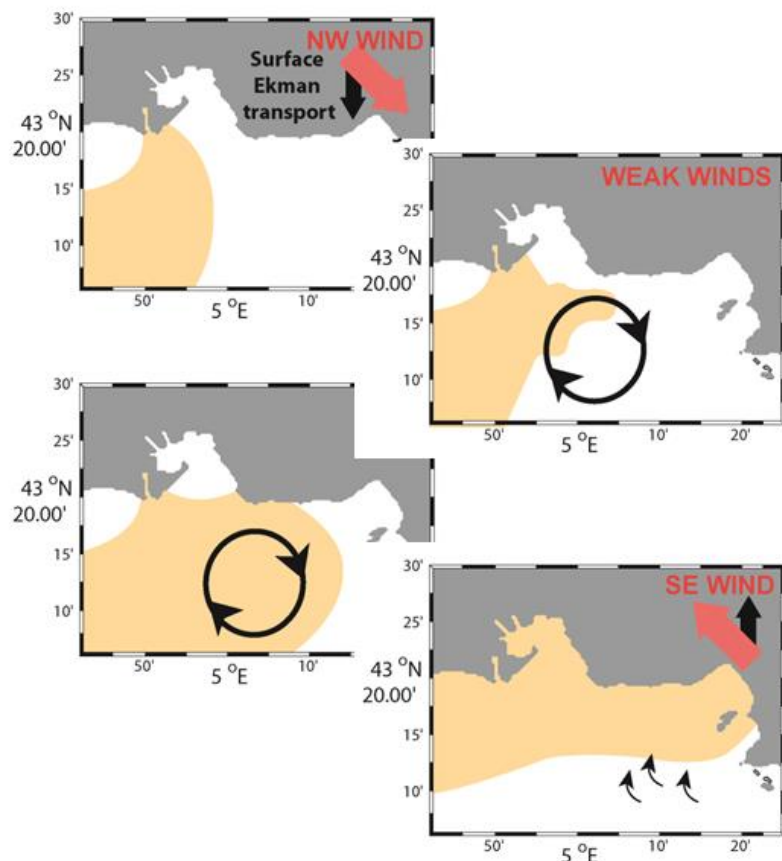 30'
NW WIND
Surface
Ekman
transport
25'
43 °N
20.00'
15'
10'
50'
5 °E
10'
30'
WEAK WINDS
25'
43 °N
20.00'
15'
10'
50'
5 °E
10'
20'
30'
25'
43 °N
20.00'
15'
10'
50'
5 °E
10'
30'
SE WIND
25'
43 °N
20.00'
15'
10'
50'
5 °E
10'
20'